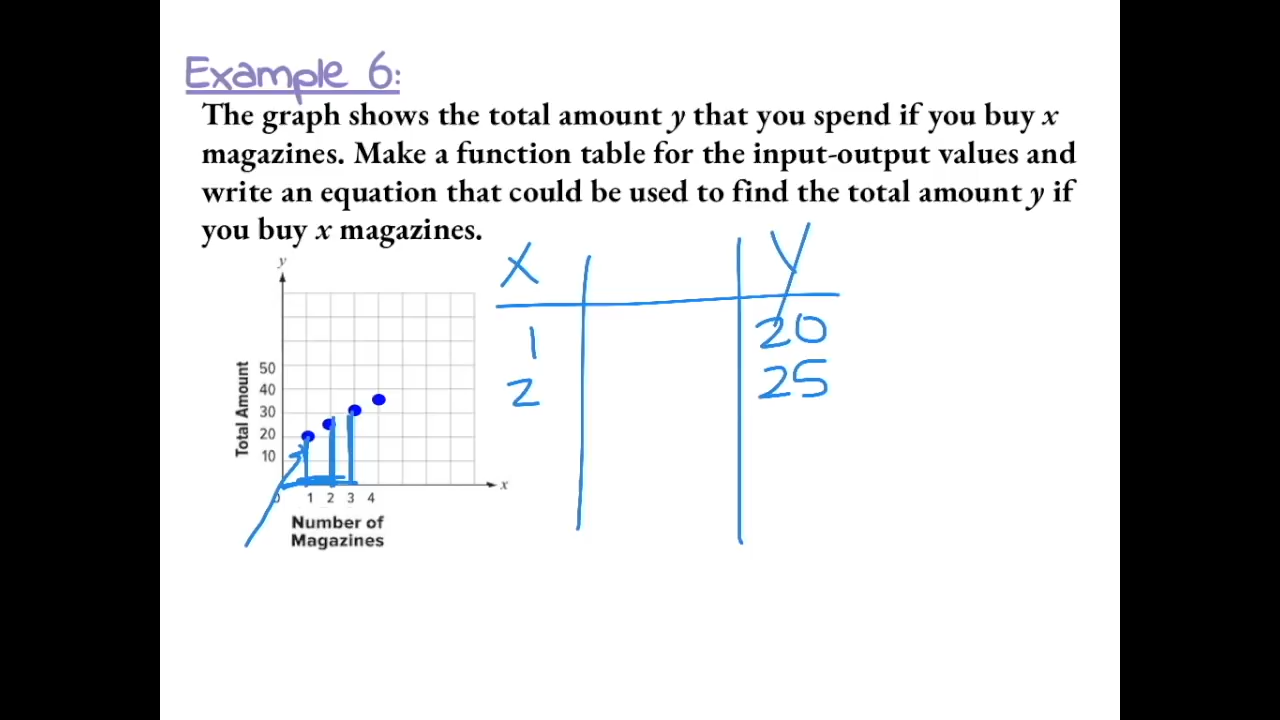 Example 6:
The graph shows the total amount y that you spend if you buy x
magazines. Make a function table for the input-output values and
write an equation that could be used to find the total amount y if
you buy x magazines.
y
Total Amount
50
40
30
20
10
0
1 2 3 4
x
Number of
Magazines
X Y
1 20
2 25